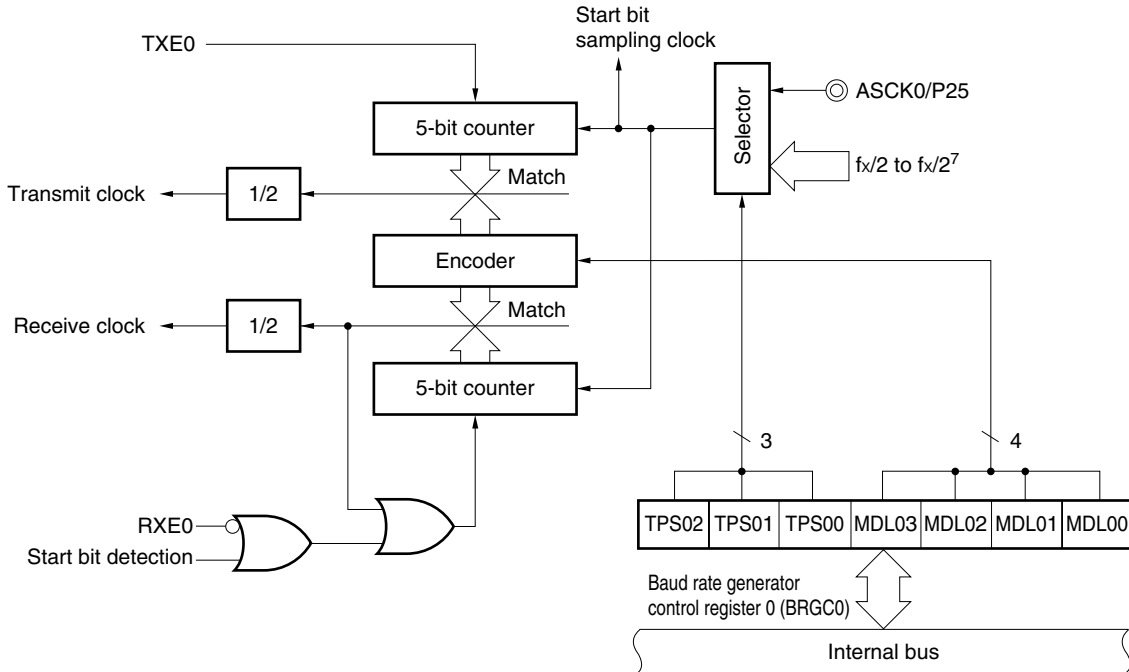 Start bit
sampling clock
TXE0
ASCK0/P25
5-bit counter
Selector
fx/2 to fx/2⁷
Match
Transmit clock
1/2
Encoder
Match
Receive clock
1/2
5-bit counter
3
4
RXE0
Start bit detection
TPS02 TPS01 TPS00 MDL03 MDL02 MDL01 MDL00
Baud rate generator
control register 0 (BRGC0)
Internal bus